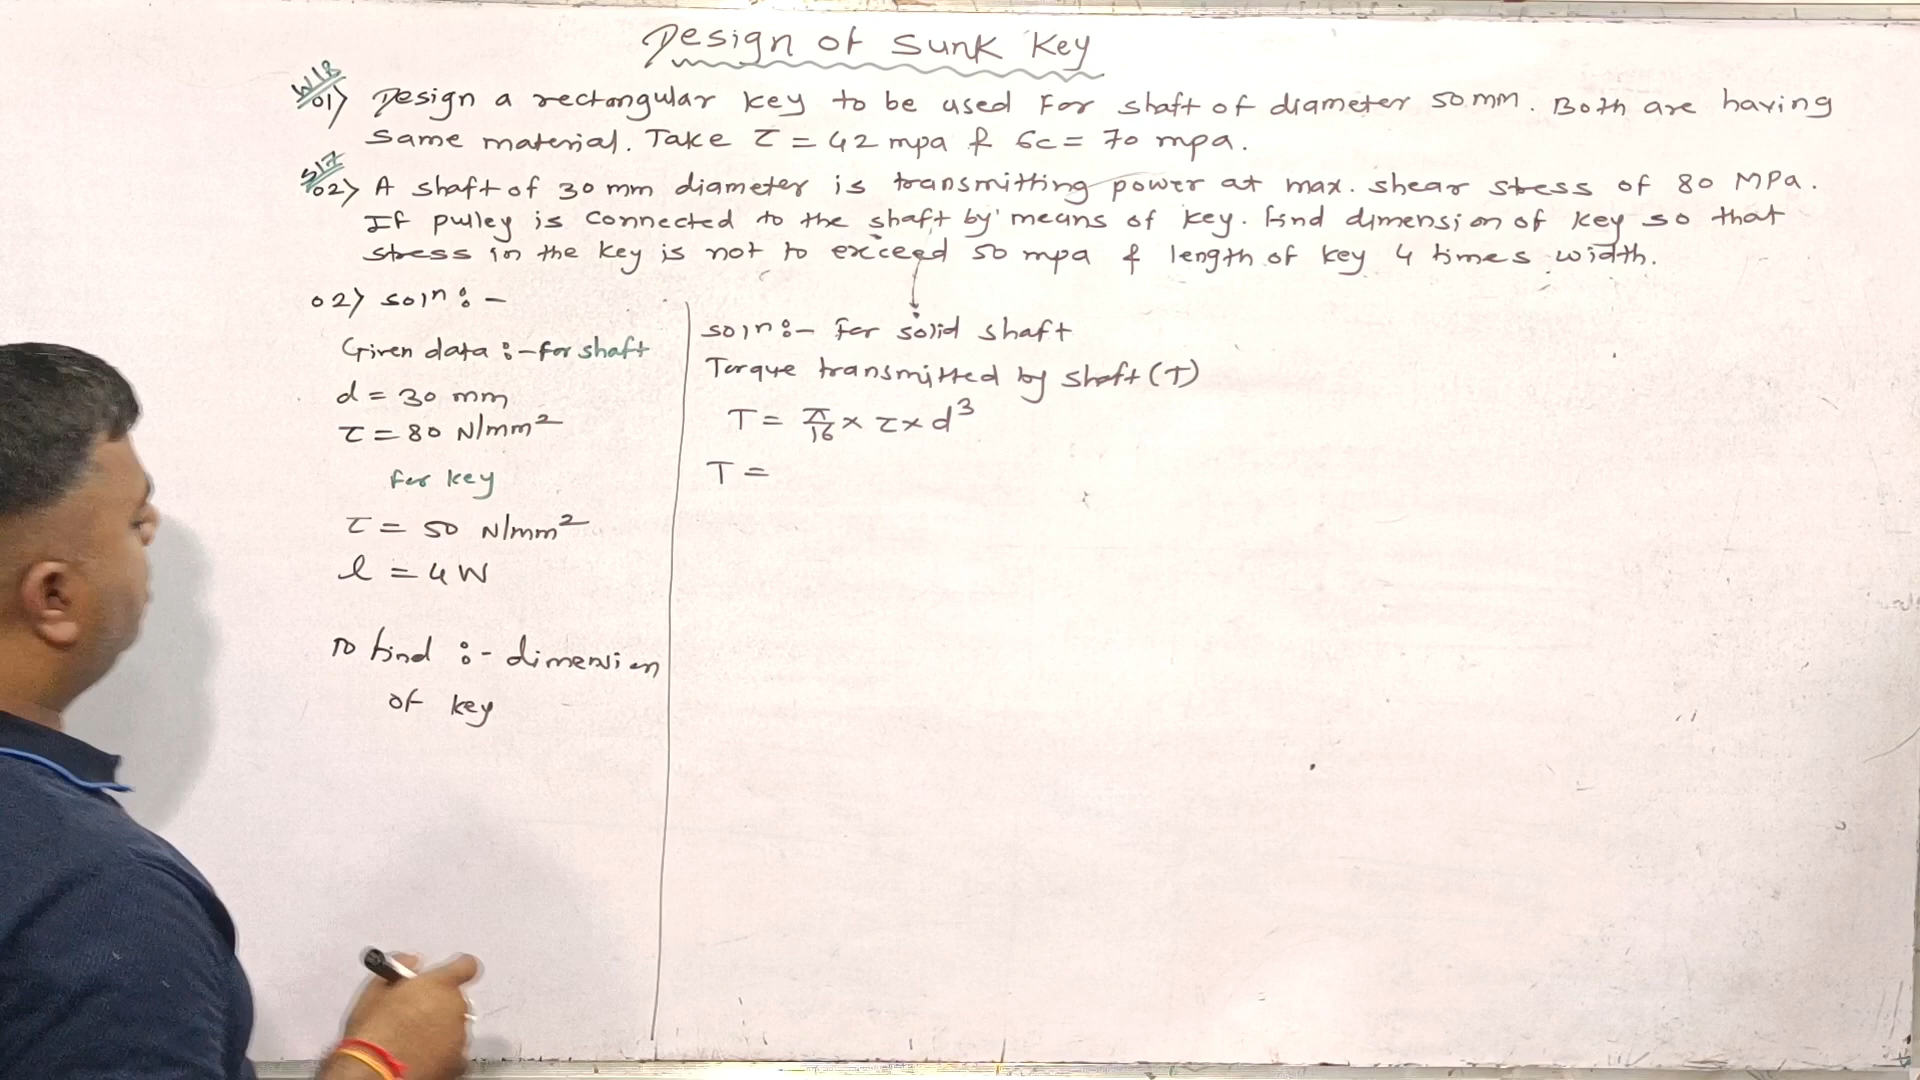 Design of Sunk Key
W18
01) Design a rectangular key to be used For shaft of diameter 50mm. Both are having
same material. Take τ = 42 mpa & σc = 70 mpa.
S17
02) A shaft of 30 mm diameter is transmitting power at max. shear stress of 80 MPa.
If pulley is connected to the shaft by means of key. find dimension of key so that
stress in the key is not to exceed 50 mpa & length of key 4 times width.
02) soln :-
Given data :- for shaft
d = 30 mm
τ = 80 N/mm²
for key
τ = 50 N/mm²
l = 4W
To find :- dimension
of key
soln :- For solid shaft
Torque transmitted by shaft (T)
T = π/16 × τ × d³
T =